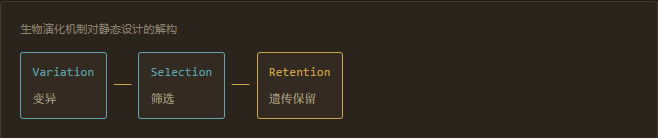 生物演化机制对静态设计的解构
Variation
变异
Selection
筛选
Retention
遗传保留